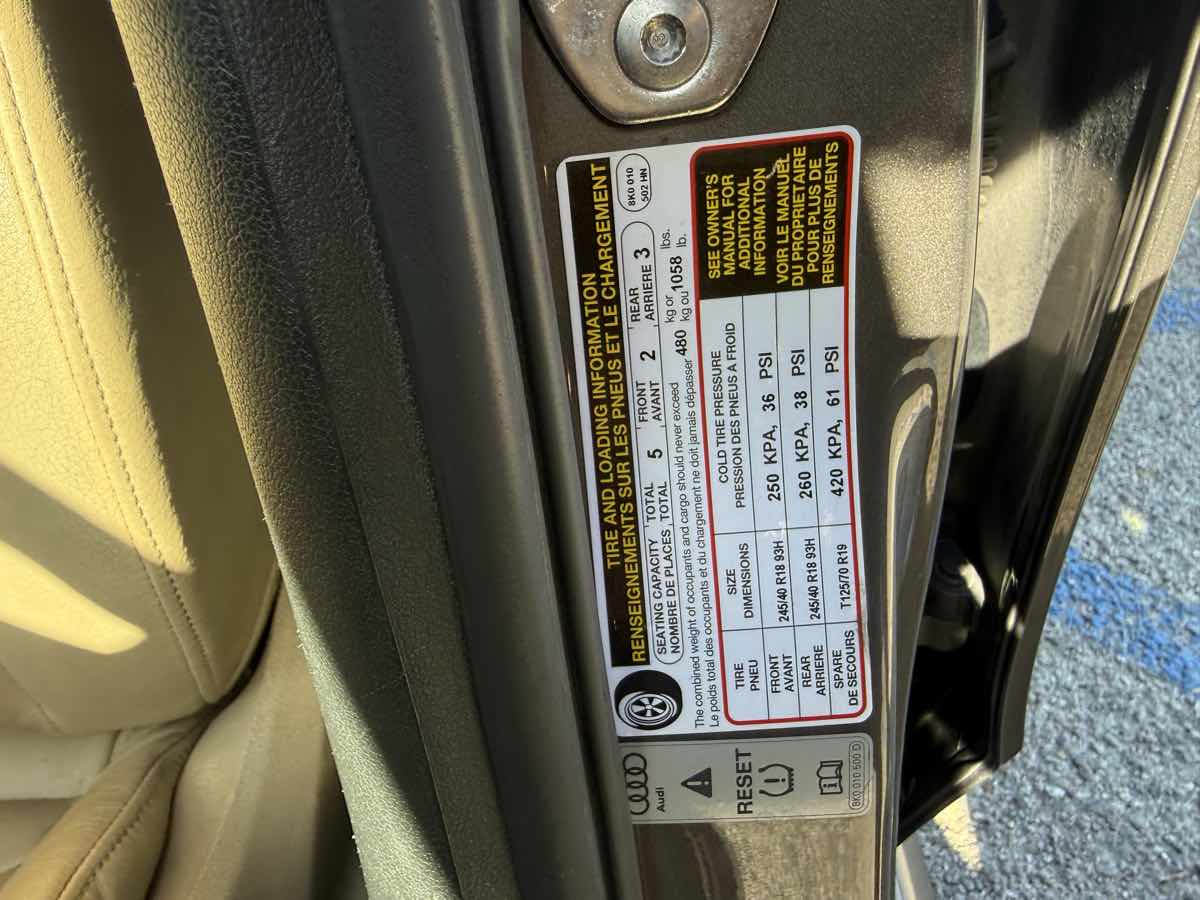 TIRE AND LOADING INFORMATION
RENSEIGNEMENTS SUR LES PNEUS ET LE CHARGEMENT
SEATING CAPACITY TOTAL 5 FRONT 2 REAR 3
NOMBRE DE PLACES TOTAL AVANT ARRIERE
8K0 010
502 HN
The combined weight of occupants and cargo should never exceed 480 kg or 1058 lbs.
Le poids total des occupants et du chargement ne doit jamais dépasser kg ou lb.
TIRE SIZE COLD TIRE PRESSURE
PNEU DIMENSIONS PRESSION DES PNEUS A FROID
FRONT
AVANT 245/40 R18 93H 250 KPA, 36 PSI
REAR
ARRIERE 245/40 R18 93H 260 KPA, 38 PSI
SPARE
DE SECOURS T125/70 R19 420 KPA, 61 PSI
SEE OWNER'S
MANUAL FOR
ADDITIONAL
INFORMATION
VOIR LE MANUEL
DU PROPRIETAIRE
POUR PLUS DE
RENSEIGNEMENTS
Audi
RESET
8K0 010 500 D